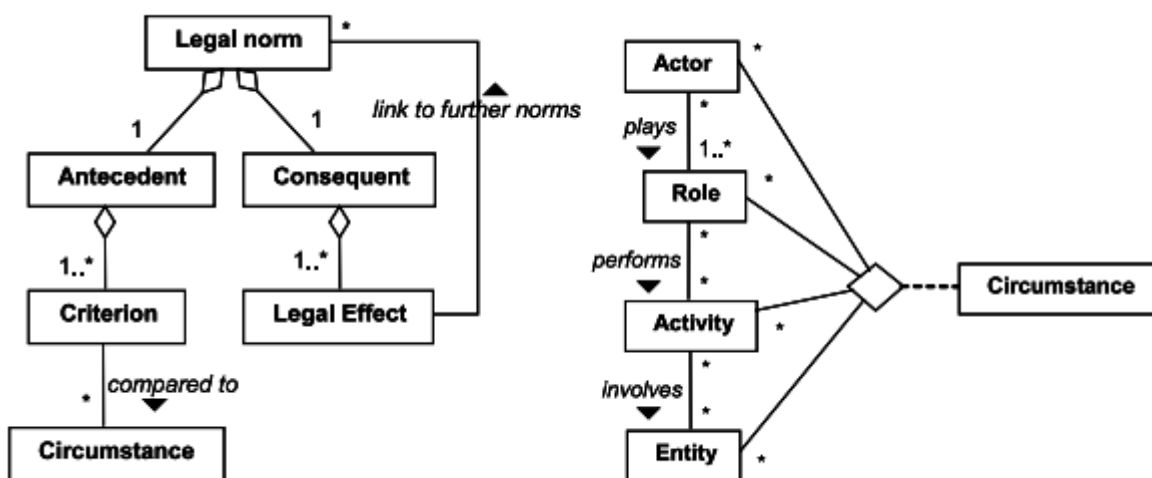 Legal norm
*
link to further norms
1
1
Antecedent
Consequent
1..*
1..*
Criterion
Legal Effect
compared to
*
Circumstance
Actor
*
*
plays
1..*
Role
*
*
performs
*
Activity
*
*
involves
*
Entity
*
Circumstance